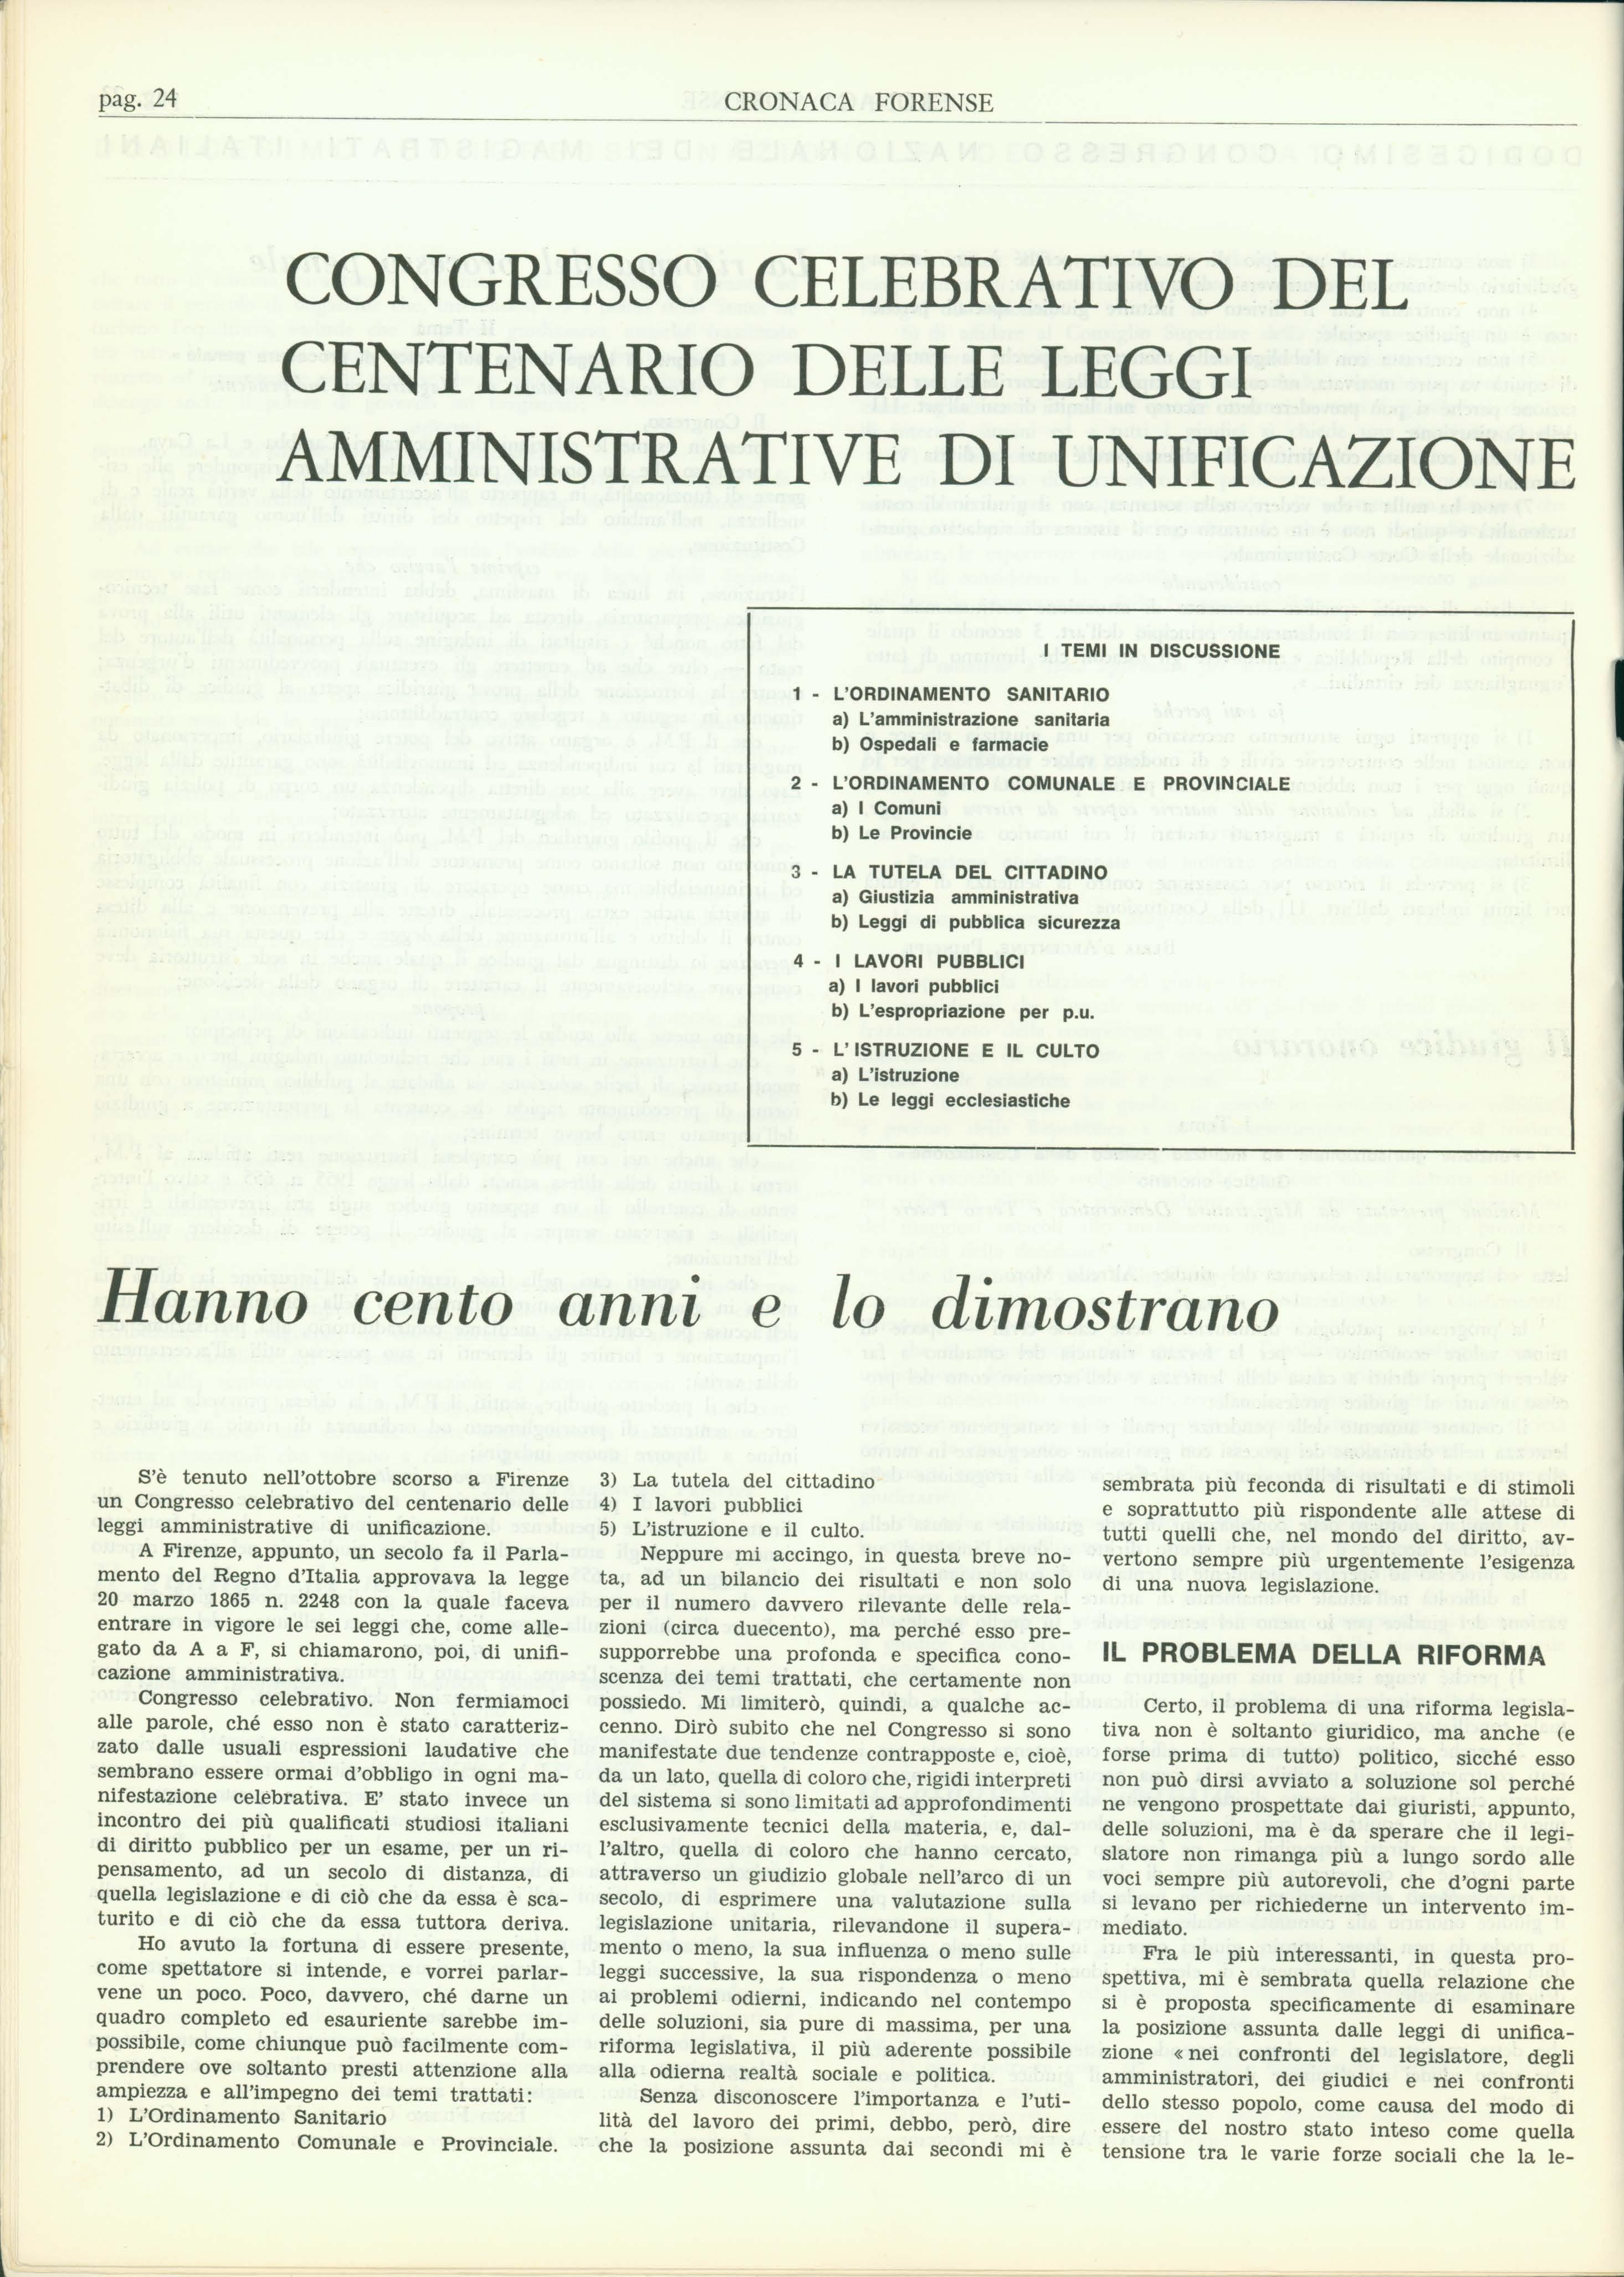 pag. 24
CRONACA FORENSE
CONGRESSO CELEBRATIVO DEL
CENTENARIO DELLE LEGGI
AMMINISTRATIVE DI UNIFICAZIONE
I TEMI IN DISCUSSIONE
1 - L'ORDINAMENTO SANITARIO
a) L'amministrazione sanitaria
b) Ospedali e farmacie
2 - L'ORDINAMENTO COMUNALE E PROVINCIALE
a) I Comuni
b) Le Provincie
3 - LA TUTELA DEL CITTADINO
a) Giustizia amministrativa
b) Leggi di pubblica sicurezza
4 - I LAVORI PUBBLICI
a) I lavori pubblici
b) L'espropriazione per p.u.
5 - L'ISTRUZIONE E IL CULTO
a) L'istruzione
b) Le leggi ecclesiastiche
Hanno cento anni e lo dimostrano
S'è tenuto nell'ottobre scorso a Firenze
un Congresso celebrativo del centenario delle
leggi amministrative di unificazione.
A Firenze, appunto, un secolo fa il Parla-
mento del Regno d'Italia approvava la legge
20 marzo 1865 n. 2248 con la quale faceva
entrare in vigore le sei leggi che, come alle-
gato da A a F, si chiamarono, poi, di unifi-
cazione amministrativa.
Congresso celebrativo. Non fermiamoci
alle parole, ché esso non è stato caratteriz-
zato dalle usuali espressioni laudative che
sembrano essere ormai d'obbligo in ogni ma-
nifestazione celebrativa. E' stato invece un
incontro dei più qualificati studiosi italiani
di diritto pubblico per un esame, per un ri-
pensamento, ad un secolo di distanza, di
quella legislazione e di ciò che da essa è sca-
turito e di ciò che da essa tuttora deriva.
Ho avuto la fortuna di essere presente,
come spettatore si intende, e vorrei parlar-
vene un poco. Poco, davvero, ché darne un
quadro completo ed esauriente sarebbe im-
possibile, come chiunque può facilmente com-
prendere ove soltanto presti attenzione alla
ampiezza e all'impegno dei temi trattati:
1) L'Ordinamento Sanitario
2) L'Ordinamento Comunale e Provinciale.
3) La tutela del cittadino
4) I lavori pubblici
5) L'istruzione e il culto.
Neppure mi accingo, in questa breve no-
ta, ad un bilancio dei risultati e non solo
per il numero davvero rilevante delle rela-
zioni (circa duecento), ma perché esso pre-
supporrebbe una profonda e specifica cono-
scenza dei temi trattati, che certamente non
possiedo. Mi limiterò, quindi, a qualche ac-
cenno. Dirò subito che nel Congresso si sono
manifestate due tendenze contrapposte e, cioè,
da un lato, quella di coloro che, rigidi interpreti
del sistema si sono limitati ad approfondimenti
esclusivamente tecnici della materia, e, dal-
l'altro, quella di coloro che hanno cercato,
attraverso un giudizio globale nell'arco di un
secolo, di esprimere una valutazione sulla
legislazione unitaria, rilevandone il supera-
mento o meno, la sua influenza o meno sulle
leggi successive, la sua rispondenza o meno
ai problemi odierni, indicando nel contempo
delle soluzioni, sia pure di massima, per una
riforma legislativa, il più aderente possibile
alla odierna realtà sociale e politica.
Senza disconoscere l'importanza e l'uti-
lità del lavoro dei primi, debbo, però, dire
che la posizione assunta dai secondi mi è
sembrata più feconda di risultati e di stimoli
e soprattutto più rispondente alle attese di
tutti quelli che, nel mondo del diritto, av-
vertono sempre più urgentemente l'esigenza
di una nuova legislazione.
IL PROBLEMA DELLA RIFORMA
Certo, il problema di una riforma legisla-
tiva non è soltanto giuridico, ma anche (e
forse prima di tutto) politico, sicché esso
non può dirsi avviato a soluzione sol perché
ne vengono prospettate dai giuristi, appunto,
delle soluzioni, ma è da sperare che il legi-
slatore non rimanga più a lungo sordo alle
voci sempre più autorevoli, che d'ogni parte
si levano per richiederne un intervento im-
mediato.
Fra le più interessanti, in questa pro-
spettiva, mi è sembrata quella relazione che
si è proposta specificamente di esaminare
la posizione assunta dalle leggi di unifica-
zione « nei confronti del legislatore, degli
amministratori, dei giudici e nei confronti
dello stesso popolo, come causa del modo di
essere del nostro stato inteso come quella
tensione tra le varie forze sociali che la le-